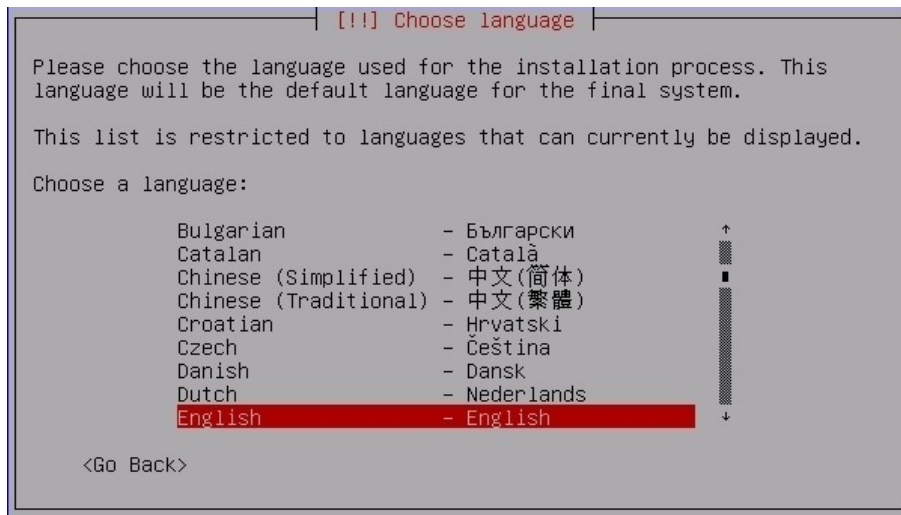 [!!] Choose language
Please choose the language used for the installation process. This
language will be the default language for the final system.
This list is restricted to languages that can currently be displayed.
Choose a language:
Bulgarian - Български
Catalan - Català
Chinese (Simplified) - 中文(简体)
Chinese (Traditional) - 中文(繁體)
Croatian - Hrvatski
Czech - Čeština
Danish - Dansk
Dutch - Nederlands
English - English
<Go Back>